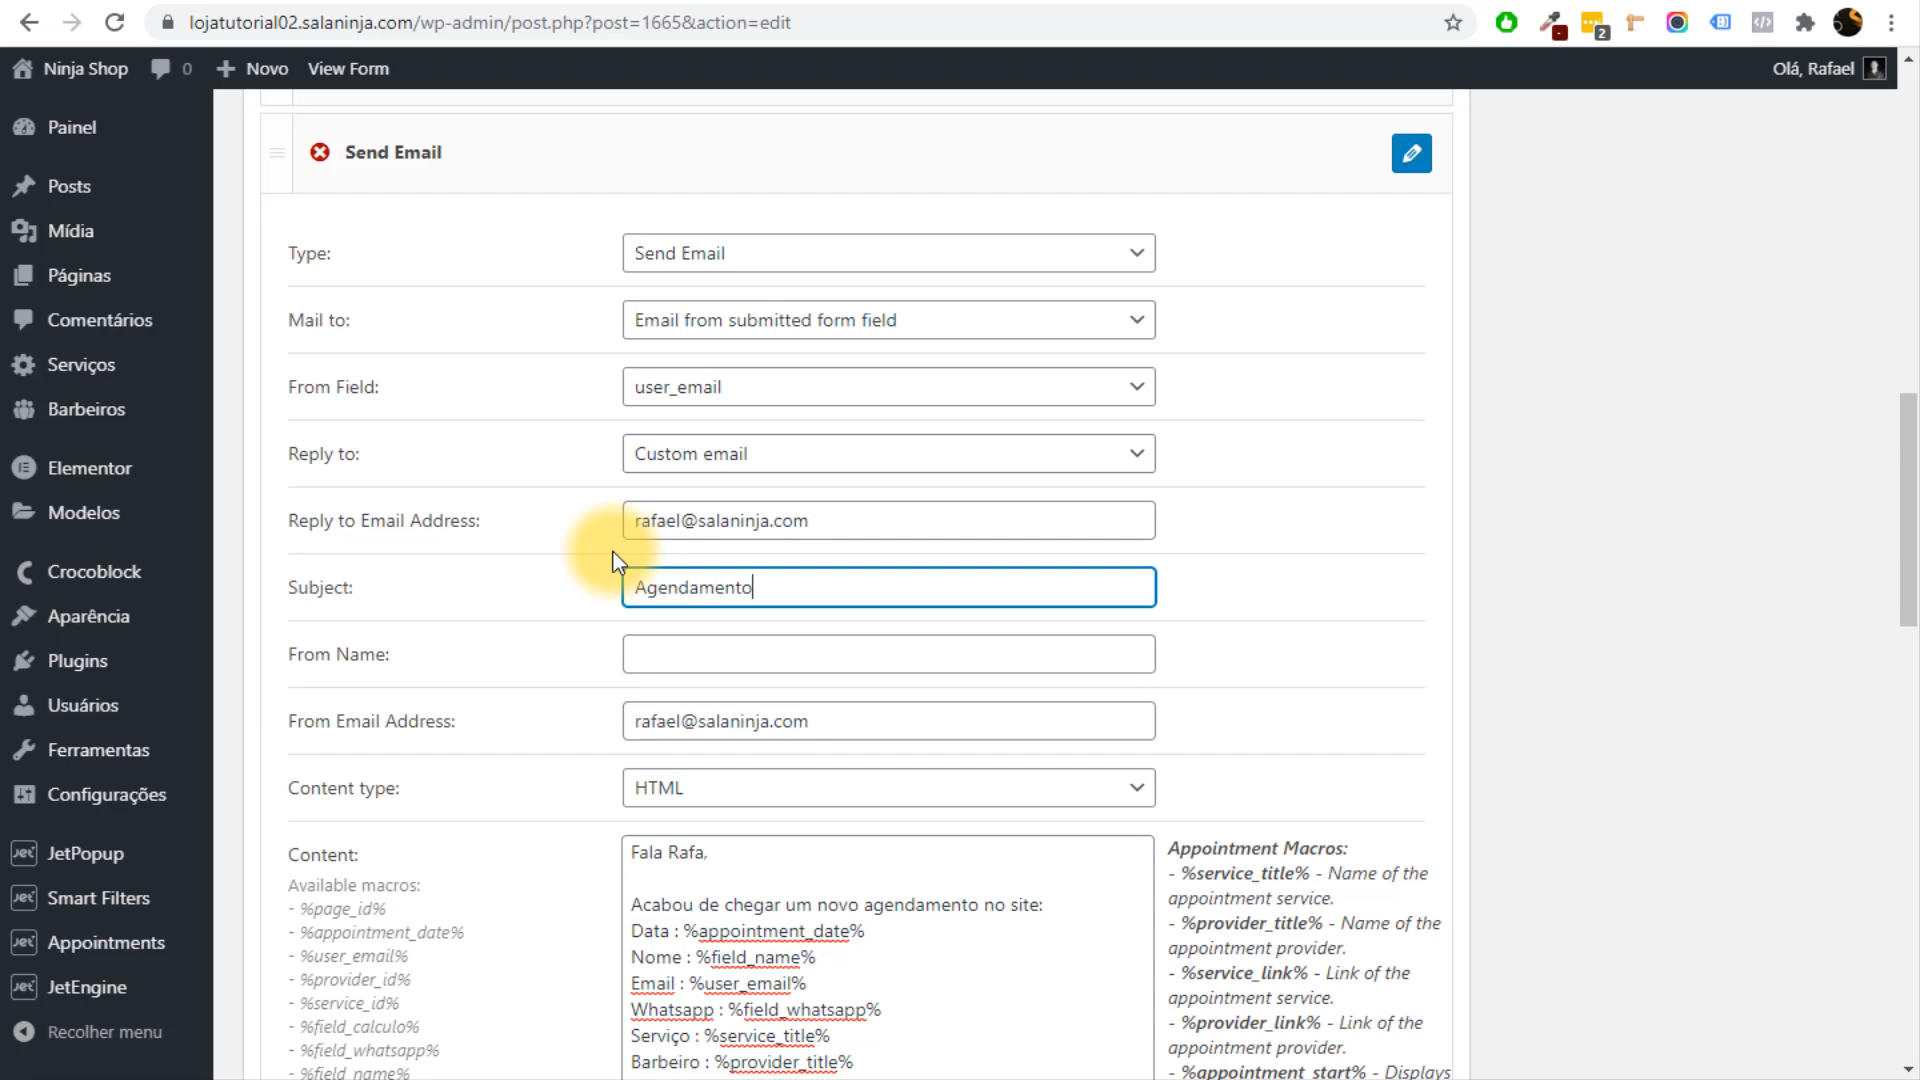 lojatutorial02.salaninja.com/wp-admin/post.php?post=1665&action=edit
2
Ninja Shop
0
Novo
View Form
Olá, Rafael
Painel
Posts
Mídia
Páginas
Comentários
Serviços
Barbeiros
Elementor
Modelos
Crocoblock
Aparência
Plugins
Usuários
Ferramentas
Configurações
Jet JetPopup
Jet Smart Filters
Jet Appointments
Jet JetEngine
Recolher menu
Send Email
Type:
Send Email
Mail to:
Email from submitted form field
From Field:
user_email
Reply to:
Custom email
Reply to Email Address:
rafael@salaninja.com
Subject:
Agendamento
From Name:
From Email Address:
rafael@salaninja.com
Content type:
HTML
Content:
Available macros:
- %page_id%
- %appointment_date%
- %user_email%
- %provider_id%
- %service_id%
- %field_calculo%
- %field_whatsapp%
- %field_name%
Fala Rafa,
Acabou de chegar um novo agendamento no site:
Data : %appointment_date%
Nome : %field_name%
Email : %user_email%
Whatsapp : %field_whatsapp%
Serviço : %service_title%
Barbeiro : %provider_title%
Appointment Macros:
- %service_title% - Name of the
appointment service.
- %provider_title% - Name of the
appointment provider.
- %service_link% - Link of the
appointment service.
- %provider_link% - Link of the
appointment provider.
- %appointment_start% - Displays